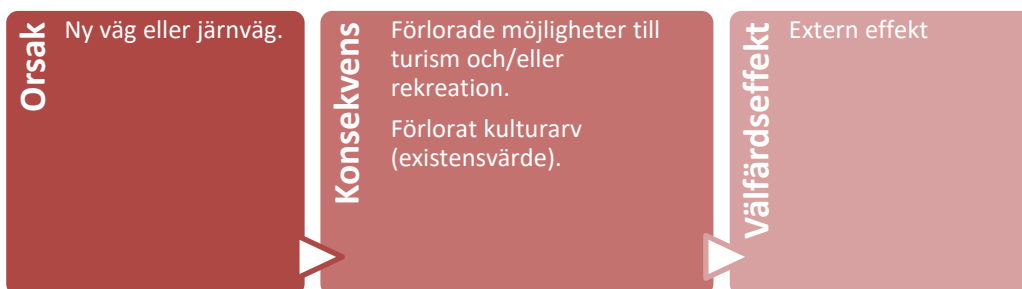 Orsak
Ny väg eller järnväg.
Konsekvens
Förlorade möjligheter till
turism och/eller
rekreation.
Förlorat kulturarv
(existensvärde).
Välfärdseffekt
Extern effekt